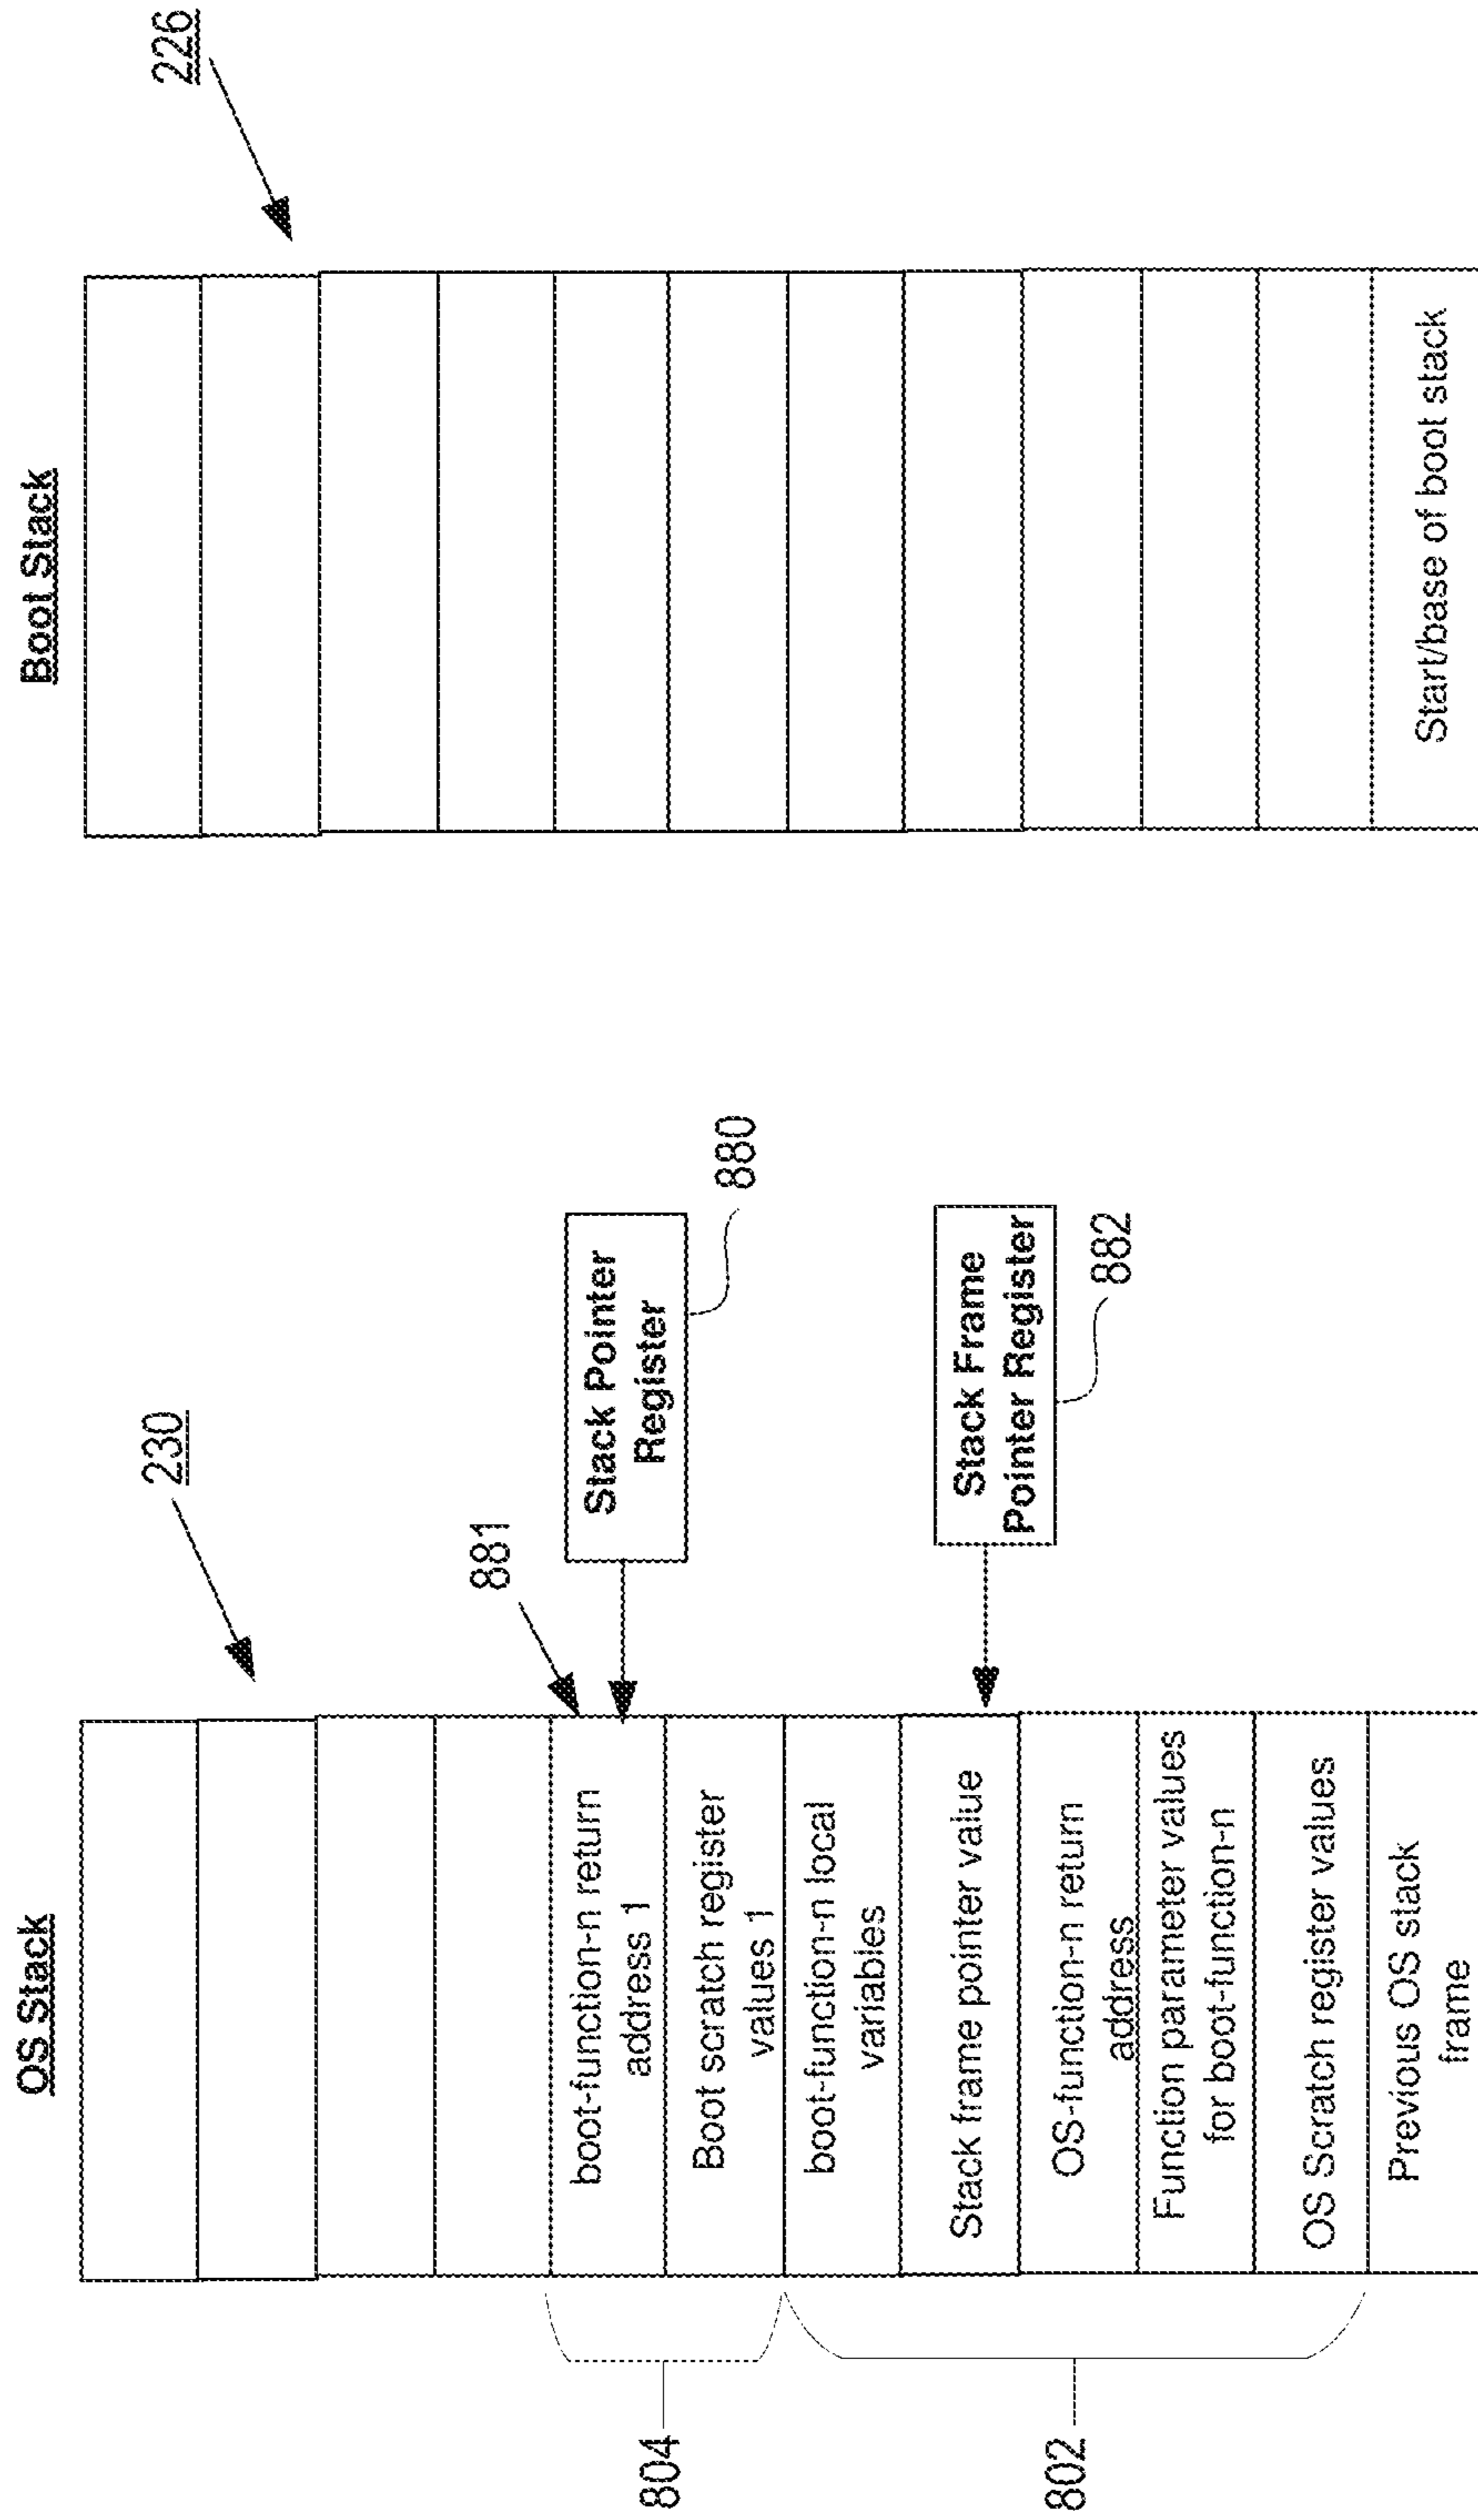 OS Stack
230
881
boot-function-n return
address 1
Boot scratch register
values 1
boot-function-n local
variables
Stack frame pointer value
OS-function-n return
address
Function parameter values
for boot-function-n
OS Scratch register values
Previous OS stack
frame
804
802
Stack Pointer
Register
880
Stack Frame
Pointer Register
882
Boot Stack
226
Start/base of boot stack